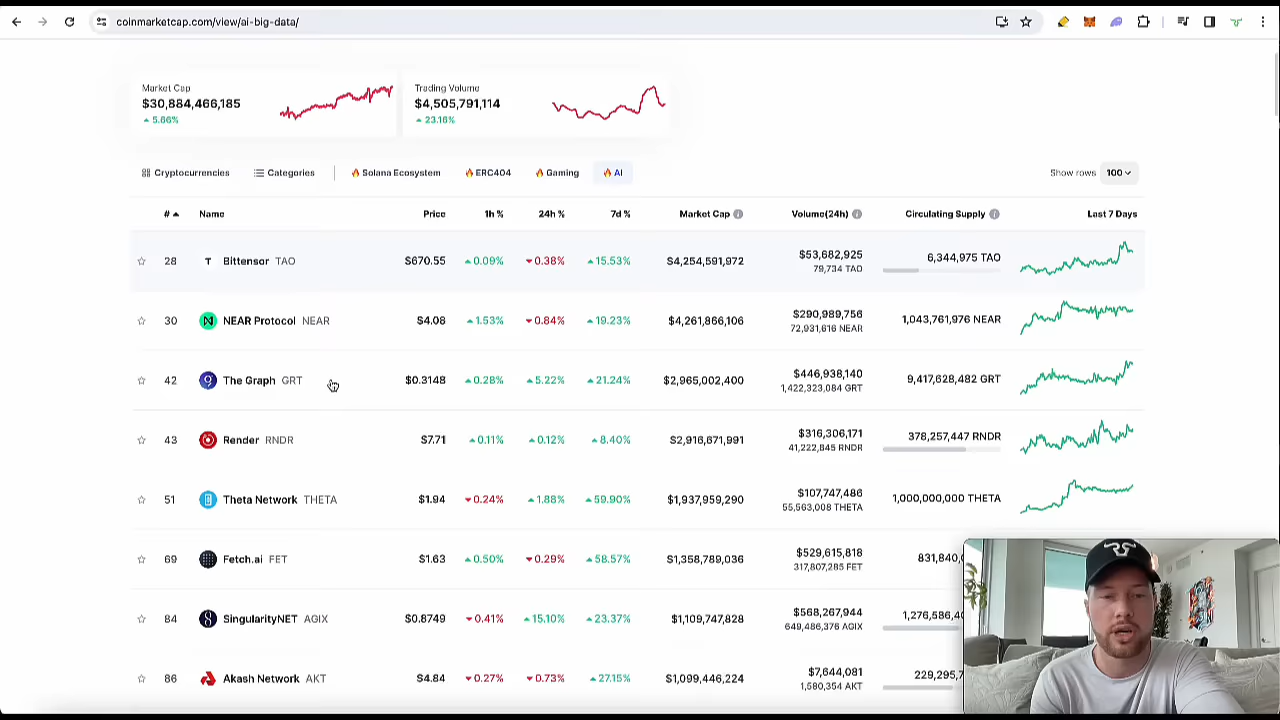 coinmarketcap.com/view/ai-big-data/
Market Cap
$30,884,466,185
5.66%
Trading Volume
$4,505,791,114
23.16%
Cryptocurrencies Categories Solana Ecosystem ERC404 Gaming AI Show rows 100
# Name Price 1h % 24h % 7d % Market Cap Volume(24h) Circulating Supply Last 7 Days
28 T Bittensor TAO $670.55 0.09% 0.38% 15.53% $4,254,591,972 $53,682,925 6,344,975 TAO
79,734 TAO
30 NEAR Protocol NEAR $4.08 1.53% 0.84% 19.23% $4,261,866,106 $290,989,756 1,043,761,976 NEAR
72,931,616 NEAR
42 The Graph GRT $0.3148 0.28% 5.22% 21.24% $2,965,002,400 $446,938,140 9,417,628,482 GRT
1,422,323,084 GRT
43 Render RNDR $7.71 0.11% 0.12% 8.40% $2,916,671,991 $316,306,171 378,257,447 RNDR
41,222,845 RNDR
51 Theta Network THETA $1.94 0.24% 1.88% 59.90% $1,937,959,290 $107,747,486 1,000,000,000 THETA
55,563,008 THETA
69 Fetch.ai FET $1.63 0.50% 0.29% 58.57% $1,358,789,036 $529,615,818 831,840,
317,807,285 FET
84 SingularityNET AGIX $0.8749 0.41% 15.10% 23.37% $1,109,747,828 $568,267,944 1,276,586,40
649,486,376 AGIX
86 Akash Network AKT $4.84 0.27% 0.73% 27.15% $1,099,446,224 $7,644,081 229,295,7
1,580,354 AKT